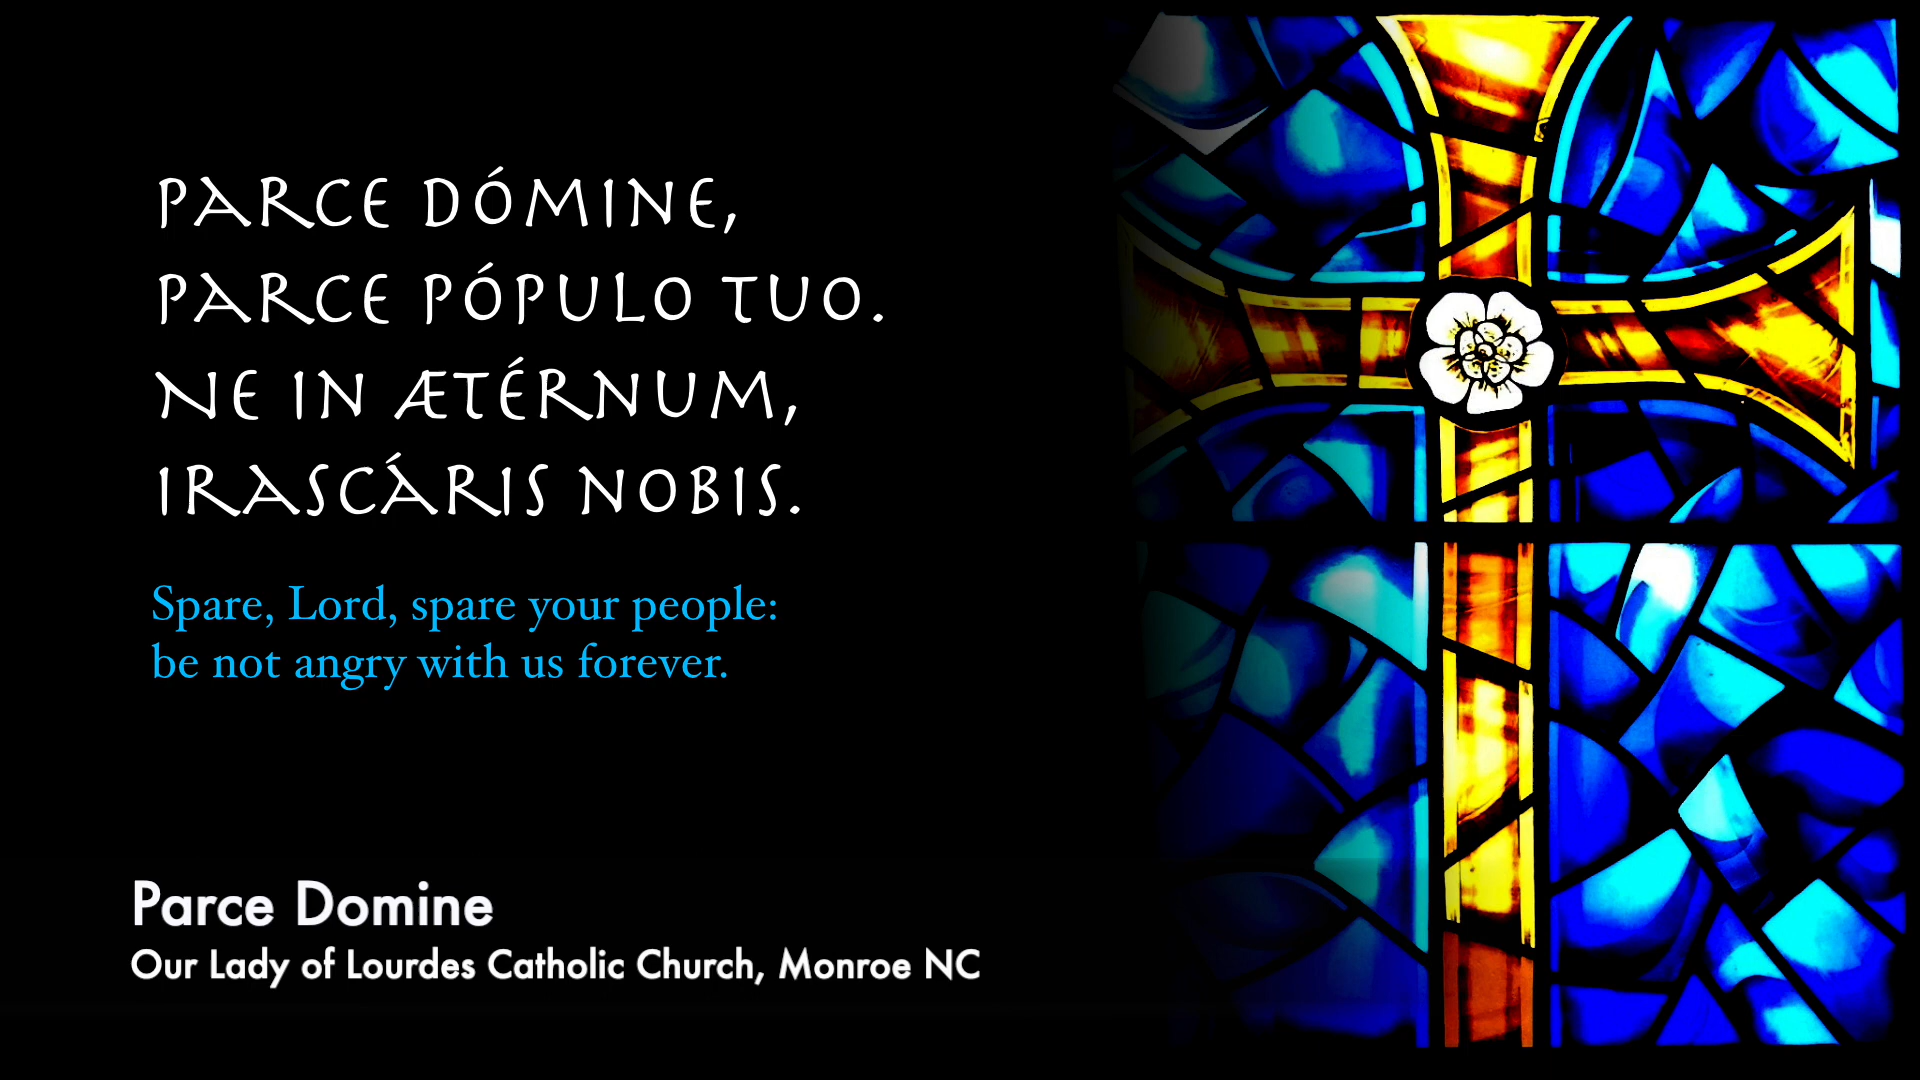 PARCE DÓMINE,
PARCE PÓPULO TUO.
NE IN ÆTÉRNUM,
IRASCÁRIS NOBIS.
Spare, Lord, spare your people:
be not angry with us forever.
Parce Domine
Our Lady of Lourdes Catholic Church, Monroe NC